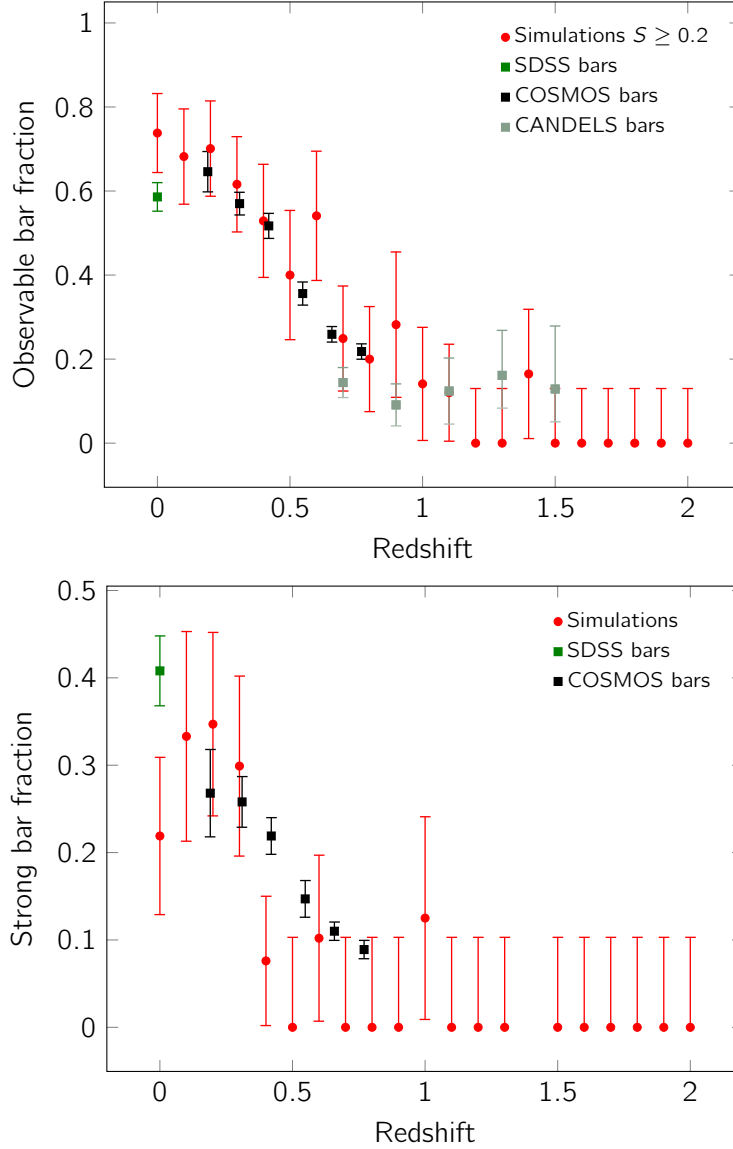 Observable bar fraction
1
0.8
0.6
0.4
0.2
0
Simulations S ≥ 0.2
SDSS bars
COSMOS bars
CANDELS bars
0 0.5 1 1.5 2
Redshift
Strong bar fraction
0.5
0.4
0.3
0.2
0.1
0
Simulations
SDSS bars
COSMOS bars
0 0.5 1 1.5 2
Redshift